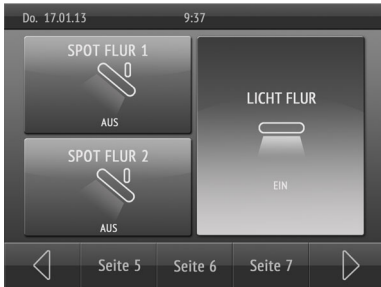 Do. 17.01.13 9:37
SPOT FLUR 1
AUS
SPOT FLUR 2
AUS
LICHT FLUR
EIN
Seite 5 Seite 6 Seite 7